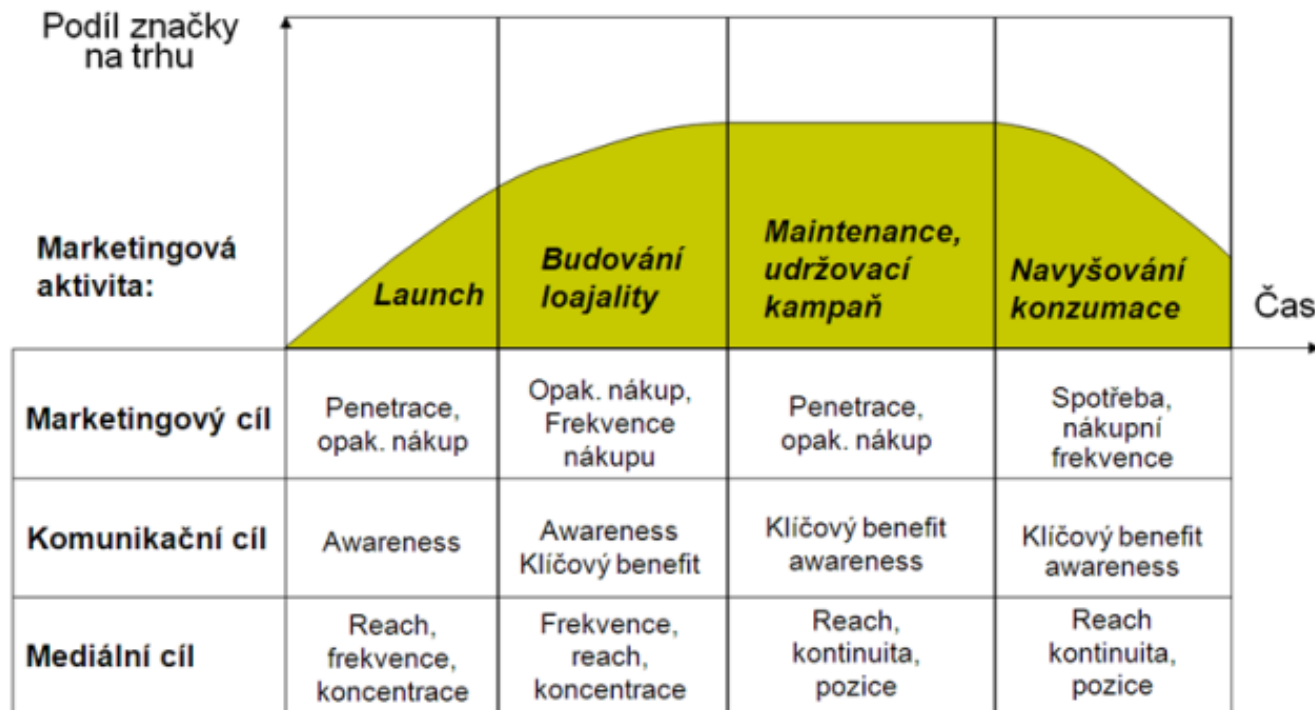 Podíl značky
na trhu
Marketingová
aktivita:
Launch
Budování
loajality
Maintenance,
udržovací
kampaň
Navyšování
konzumace
Čas
Marketingový cíl
Penetrace,
opak. nákup
Opak. nákup,
Frekvence
nákupu
Penetrace,
opak. nákup
Spotřeba,
nákupní
frekvence
Komunikační cíl
Awareness
Awareness
Klíčový benefit
Klíčový benefit
awareness
Klíčový benefit
awareness
Mediální cíl
Reach,
frekvence,
koncentrace
Frekvence,
reach,
koncentrace
Reach,
kontinuita,
pozice
Reach
kontinuita,
pozice